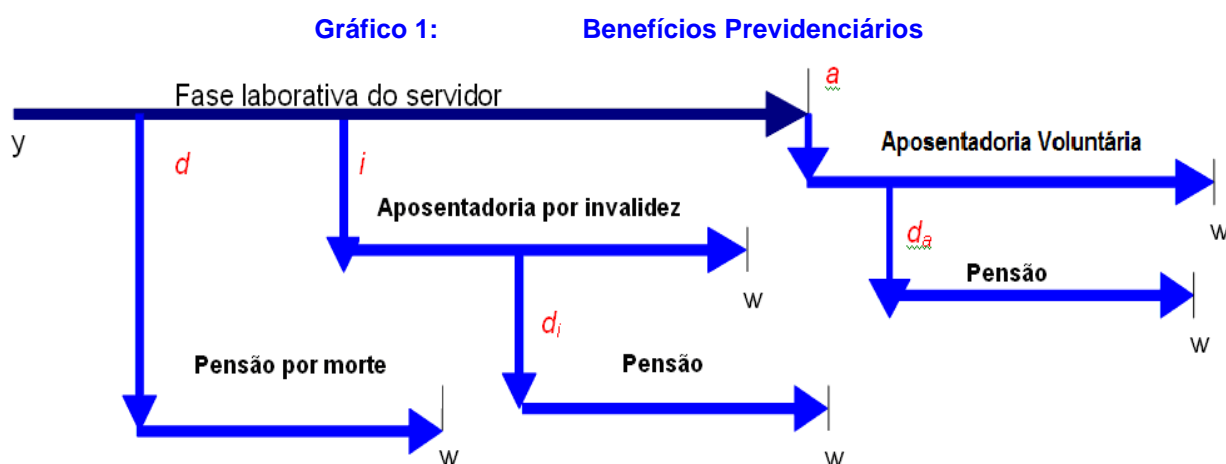 Gráfico 1: Benefícios Previdenciários
a
Fase laborativa do servidor
y
d
i
Aposentadoria Voluntária
Aposentadoria por invalidez
w
da
Pensão
w
w
di
Pensão por morte
Pensão
w
w